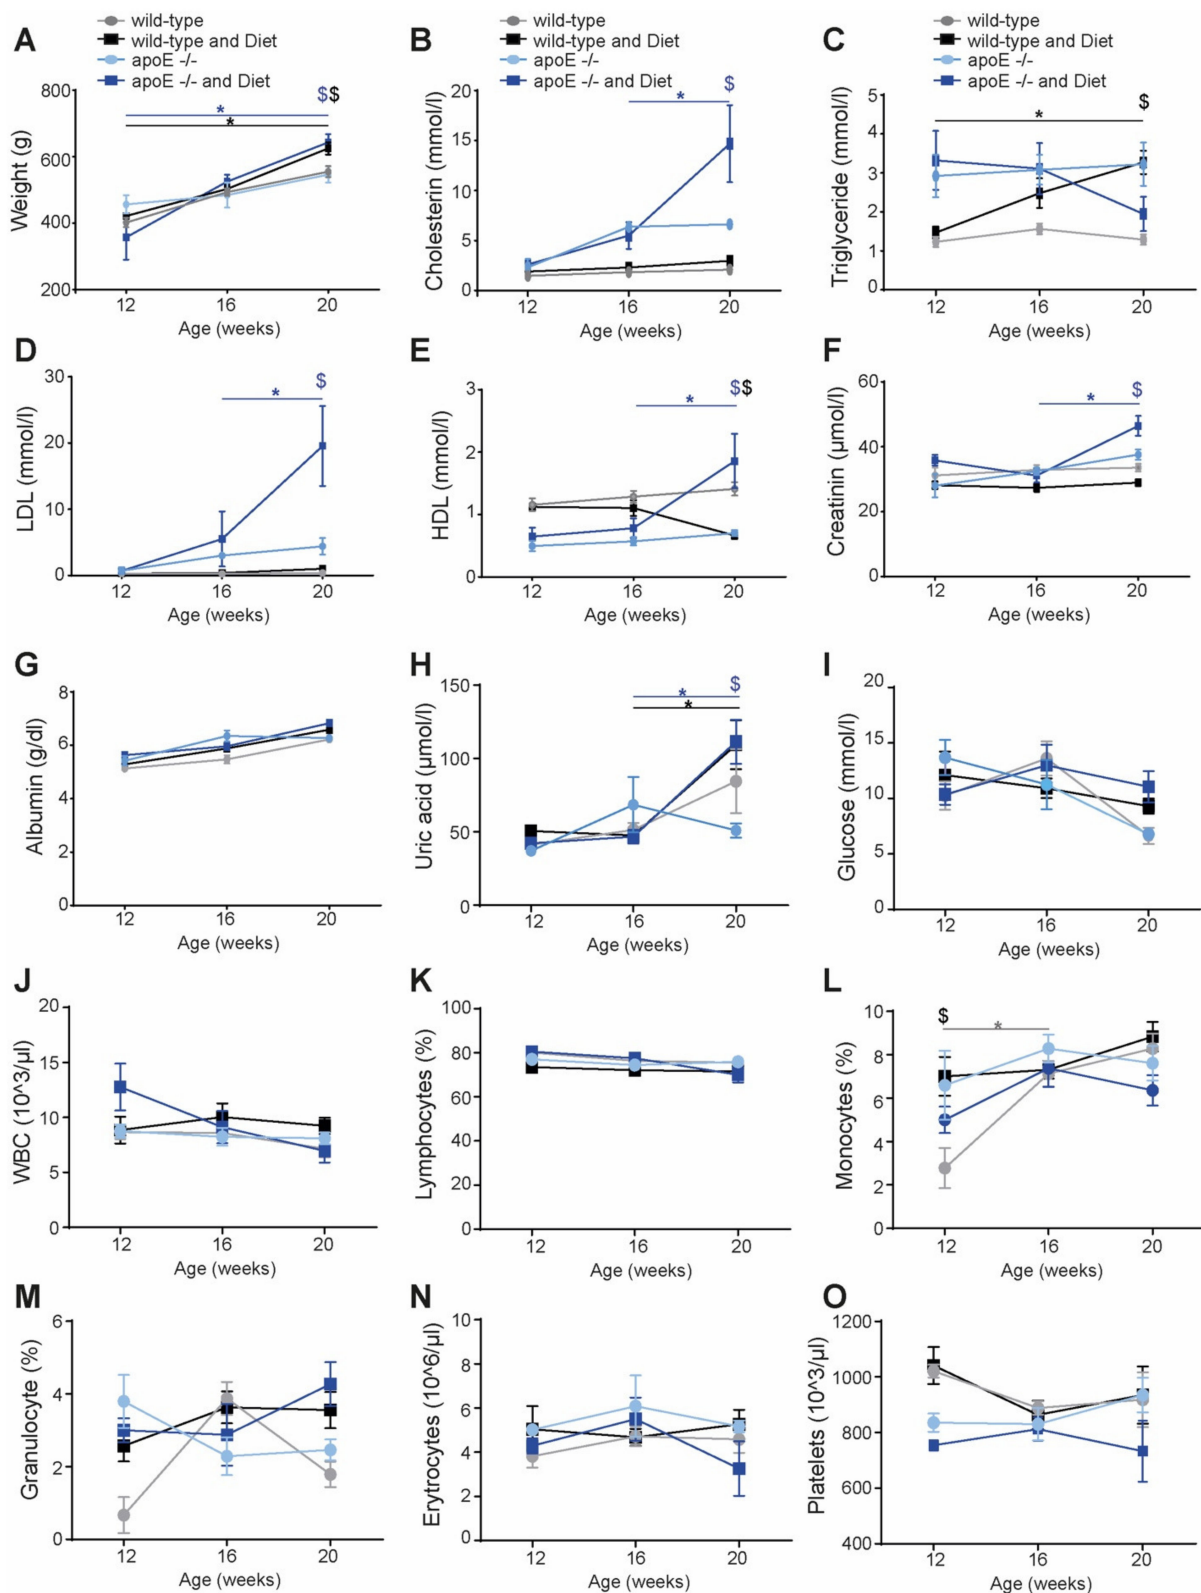 wild-type
wild-type and Diet
apoE -/-
apoE -/- and Diet
wild-type
wild-type and Diet
apoE -/-
apoE -/- and Diet
wild-type
wild-type and Diet
apoE -/-
apoE -/- and Diet
A
800
600
400
200
Weight (g)
* $$
*
12 16 20
Age (weeks)
B
20
15
10
5
0
Cholesterin (mmol/l)
* $
12 16 20
Age (weeks)
C
5
4
3
2
1
0
Triglyceride (mmol/l)
* $
12 16 20
Age (weeks)
D
30
20
10
0
LDL (mmol/l)
* $
12 16 20
Age (weeks)
E
3
2
1
0
HDL (mmol/l)
* $$
12 16 20
Age (weeks)
F
60
40
20
0
Creatinin (µmol/l)
* $
12 16 20
Age (weeks)
G
8
6
4
2
0
Albumin (g/dl)
12 16 20
Age (weeks)
H
150
100
50
0
Uric acid (µmol/l)
* $
*
12 16 20
Age (weeks)
I
20
15
10
5
0
Glucose (mmol/l)
12 16 20
Age (weeks)
J
20
15
10
5
0
WBC (10^3/µl)
12 16 20
Age (weeks)
K
100
80
60
40
20
0
Lymphocytes (%)
12 16 20
Age (weeks)
L
10
8
6
4
2
0
Monocytes (%)
$ *
12 16 20
Age (weeks)
M
6
4
2
0
Granulocyte (%)
12 16 20
Age (weeks)
N
10
8
6
4
2
0
Erytrocytes (10^6/µl)
12 16 20
Age (weeks)
O
1200
1000
800
600
400
Platelets (10^3/µl)
12 16 20
Age (weeks)